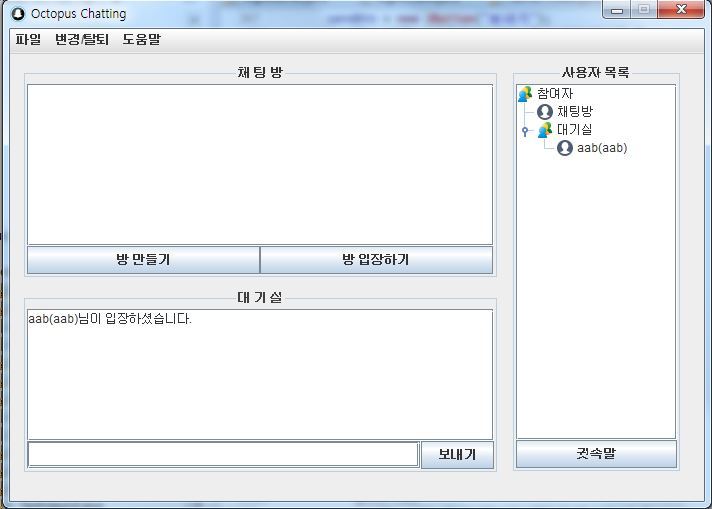 Octopus Chatting
파일 변경/탈퇴 도움말
채 팅 방
방 만들기
방 입장하기
대 기 실
aab(aab)님이 입장하셨습니다.
보내기
사용자 목록
참여자
채팅방
대기실
aab(aab)
귓속말